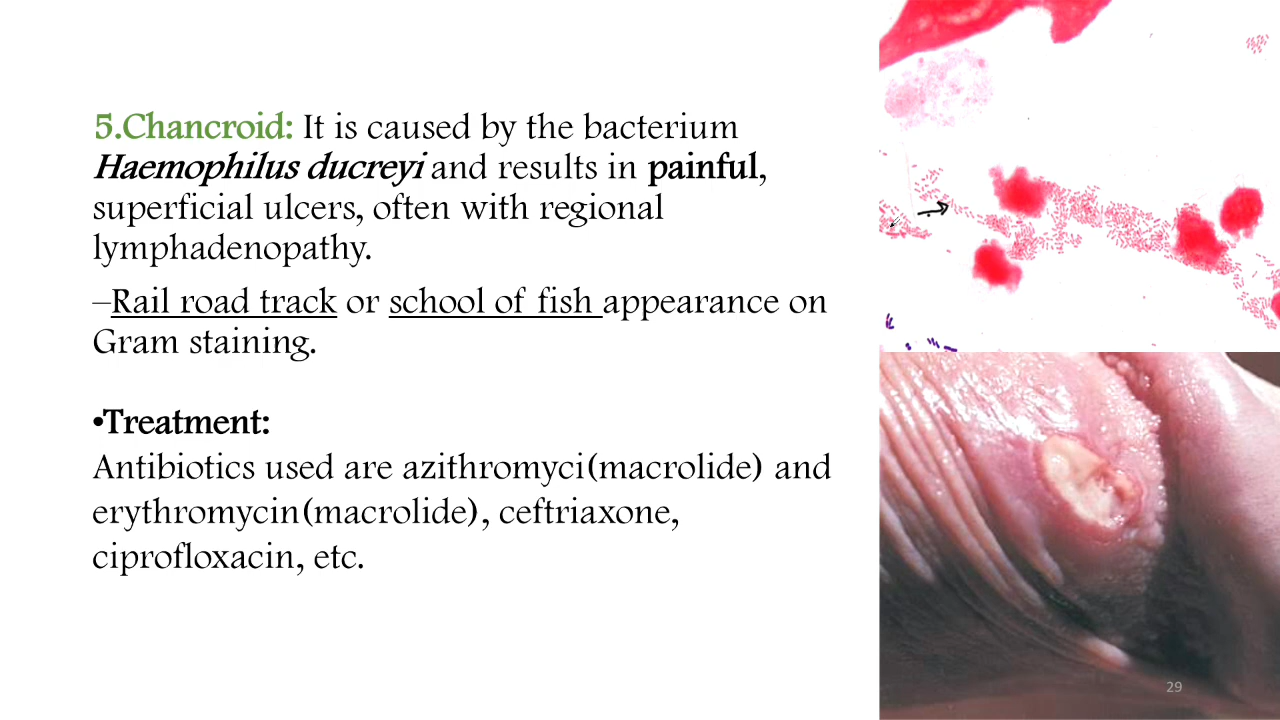 5.Chancroid: It is caused by the bacterium
Haemophilus ducreyi and results in painful,
superficial ulcers, often with regional
lymphadenopathy.
–Rail road track or school of fish appearance on
Gram staining.
•Treatment:
Antibiotics used are azithromyci(macrolide) and
erythromycin(macrolide), ceftriaxone,
ciprofloxacin, etc.
29